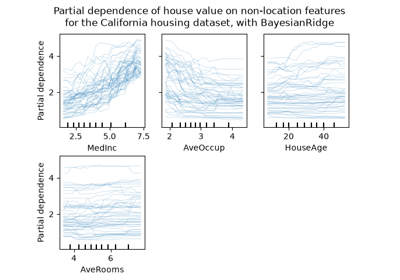 Partial dependence of house value on non-location features
for the California housing dataset, with BayesianRidge
Partial dependence
4
2
2.5
5.0
7.5
MedInc
2
3
4
AveOccup
20
40
HouseAge
Partial dependence
4
2
4
6
AveRooms